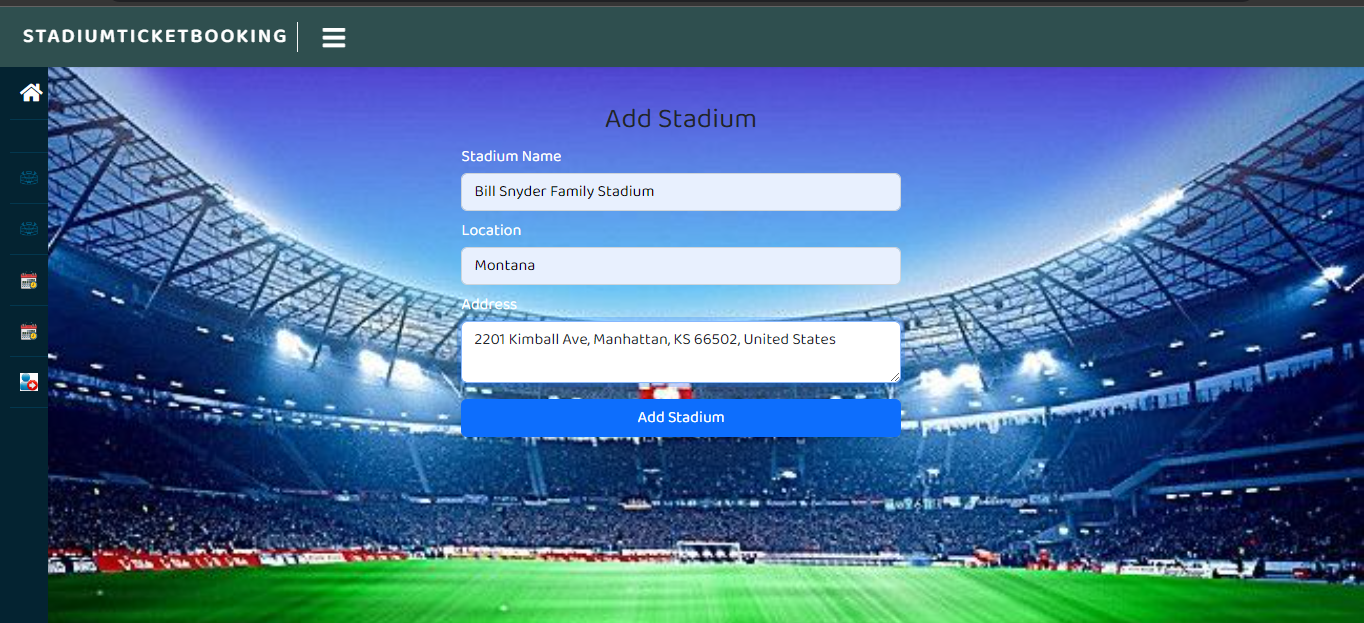 STADIUMTICKETBOOKING
Add Stadium
Stadium Name
Bill Snyder Family Stadium
Location
Montana
Address
2201 Kimball Ave, Manhattan, KS 66502, United States
Add Stadium